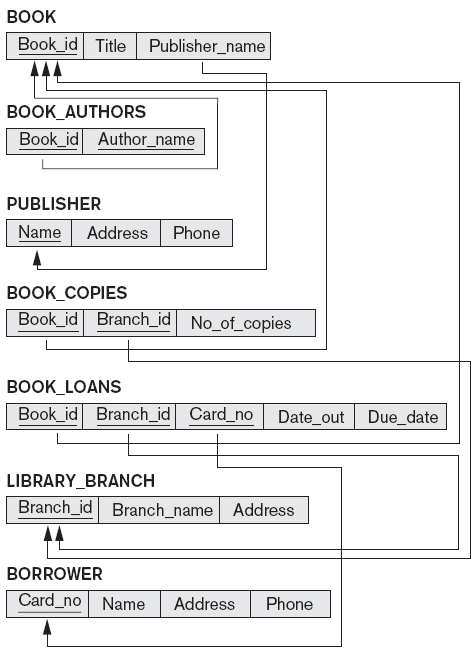 BOOK
Book_id Title Publisher_name
BOOK_AUTHORS
Book_id Author_name
PUBLISHER
Name Address Phone
BOOK_COPIES
Book_id Branch_id No_of_copies
BOOK_LOANS
Book_id Branch_id Card_no Date_out Due_date
LIBRARY_BRANCH
Branch_id Branch_name Address
BORROWER
Card_no Name Address Phone